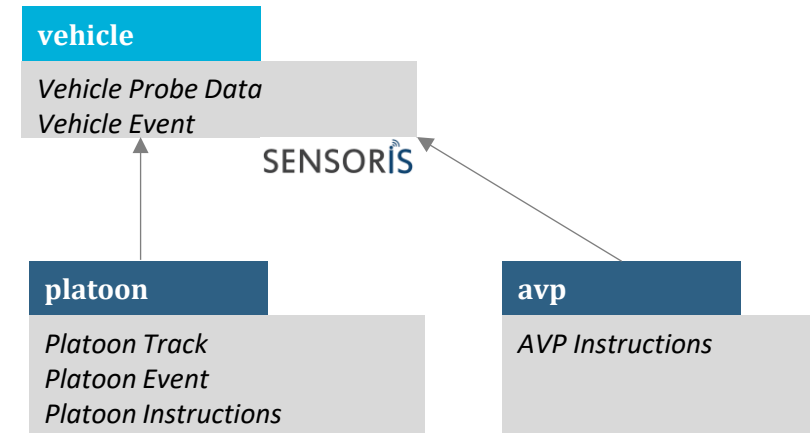 vehicle
Vehicle Probe Data
Vehicle Event
SENSORIS
platoon
Platoon Track
Platoon Event
Platoon Instructions
avp
AVP Instructions